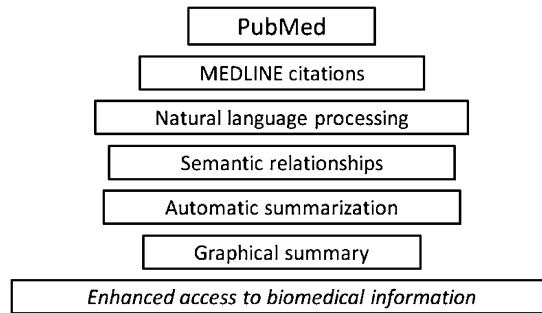 PubMed
MEDLINE citations
Natural language processing
Semantic relationships
Automatic summarization
Graphical summary
Enhanced access to biomedical information